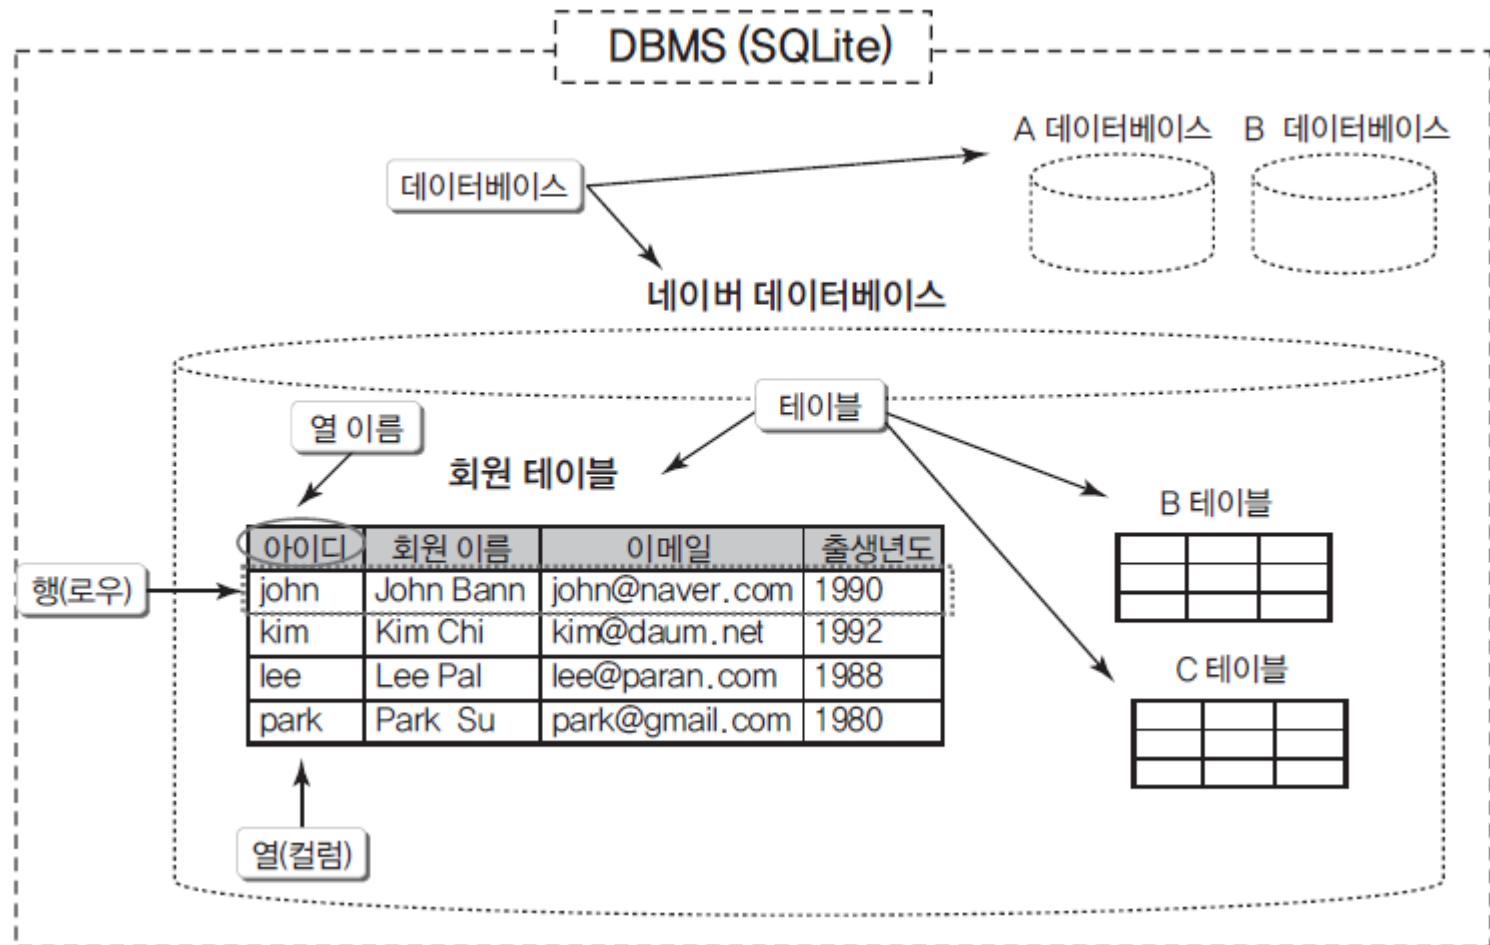 DBMS (SQLite)
A 데이터베이스
B 데이터베이스
데이터베이스
네이버 데이터베이스
테이블
열 이름
회원 테이블
B 테이블
아이디 회원 이름 이메일 출생년도
행(로우)
john John Bann john@naver.com 1990
kim Kim Chi kim@daum.net 1992
lee Lee Pal lee@paran.com 1988
park Park Su park@gmail.com 1980
C 테이블
열(컬럼)